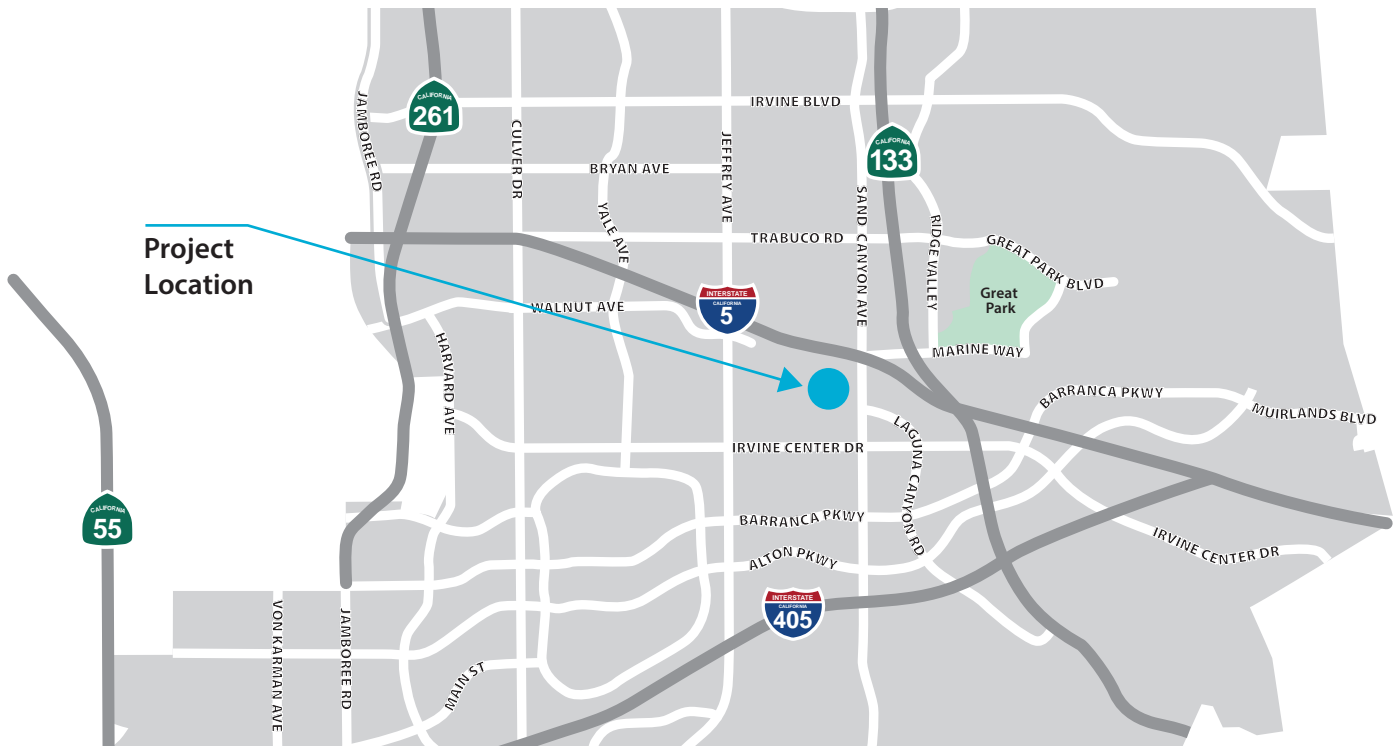 CALIFORNIA
261
JAMBOREE RD
CULVER DR
IRVINE BLVD
BRYAN AVE
JEFFREY AVE
CALIFORNIA
133
YALE AVE
SAND CANYON AVE
RIDGE VALLEY
TRABUCO RD
GREAT PARK BLVD
Project
Location
Great
Park
INTERSTATE
CALIFORNIA
5
WALNUT AVE
HARVARD AVE
MARINE WAY
BARRANCA PKWY
MUIRLANDS BLVD
LAGUNA CANYON RD
IRVINE CENTER DR
CALIFORNIA
55
BARRANCA PKWY
ALTON PKWY
IRVINE CENTER DR
INTERSTATE
CALIFORNIA
405
VON KARMAN AVE
JAMBOREE RD
MAIN ST